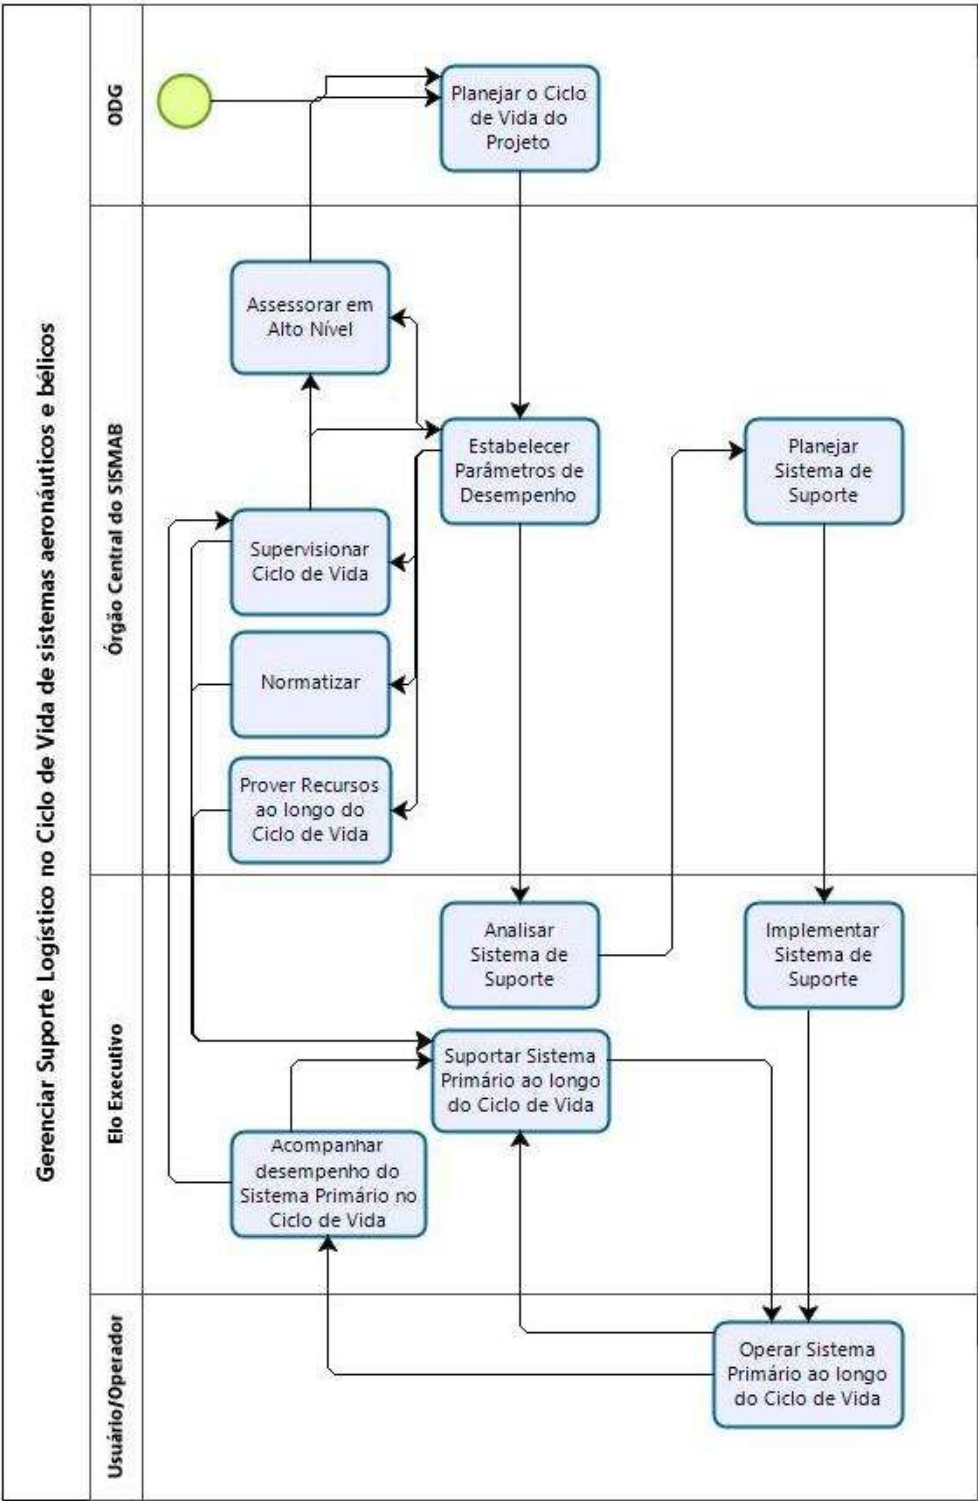 Gerenciar Suporte Logístico no Ciclo de Vida de sistemas aeronáuticos e bélicos
ODG
Planejar o Ciclo
de Vida do
Projeto
Órgão Central do SISMAB
Assessorar em
Alto Nível
Estabelecer
Parâmetros de
Desempenho
Planejar
Sistema de
Suporte
Supervisionar
Ciclo de Vida
Normatizar
Prover Recursos
ao longo do
Ciclo de Vida
Elo Executivo
Analisar
Sistema de
Suporte
Implementar
Sistema de
Suporte
Suportar Sistema
Primário ao longo
do Ciclo de Vida
Acompanhar
desempenho do
Sistema Primário no
Ciclo de Vida
Usuário/Operador
Operar Sistema
Primário ao longo
do Ciclo de Vida